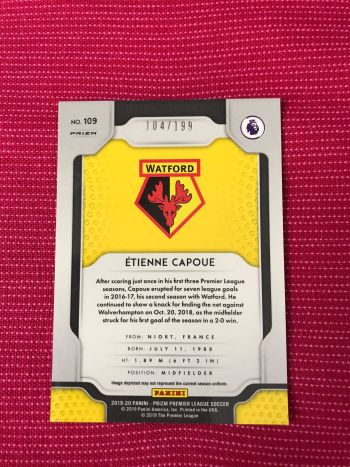 NO. 109
PRIZM
104/199
WATFORD
ÉTIENNE CAPOUE
After scoring just once in his first three Premier League
seasons, Capoue erupted for seven league goals
in 2016-17, his second season with Watford. He
continued to show a knack for finding the net against
Wolverhampton on Oct. 20, 2018, as the midfielder
struck for his first goal of the season in a 2-0 win.
FROM: NIORT, FRANCE
BORN: JULY 11, 1988
HT: 1.89 M (6 FT 2 IN)
POSITION: MIDFIELDER
Image depicted may not represent the current season uniform.
PANINI
2019-20 PANINI - PRIZM PREMIER LEAGUE SOCCER
© 2019 Panini America, Inc. Printed in the USA.
© 2019 The Premier League